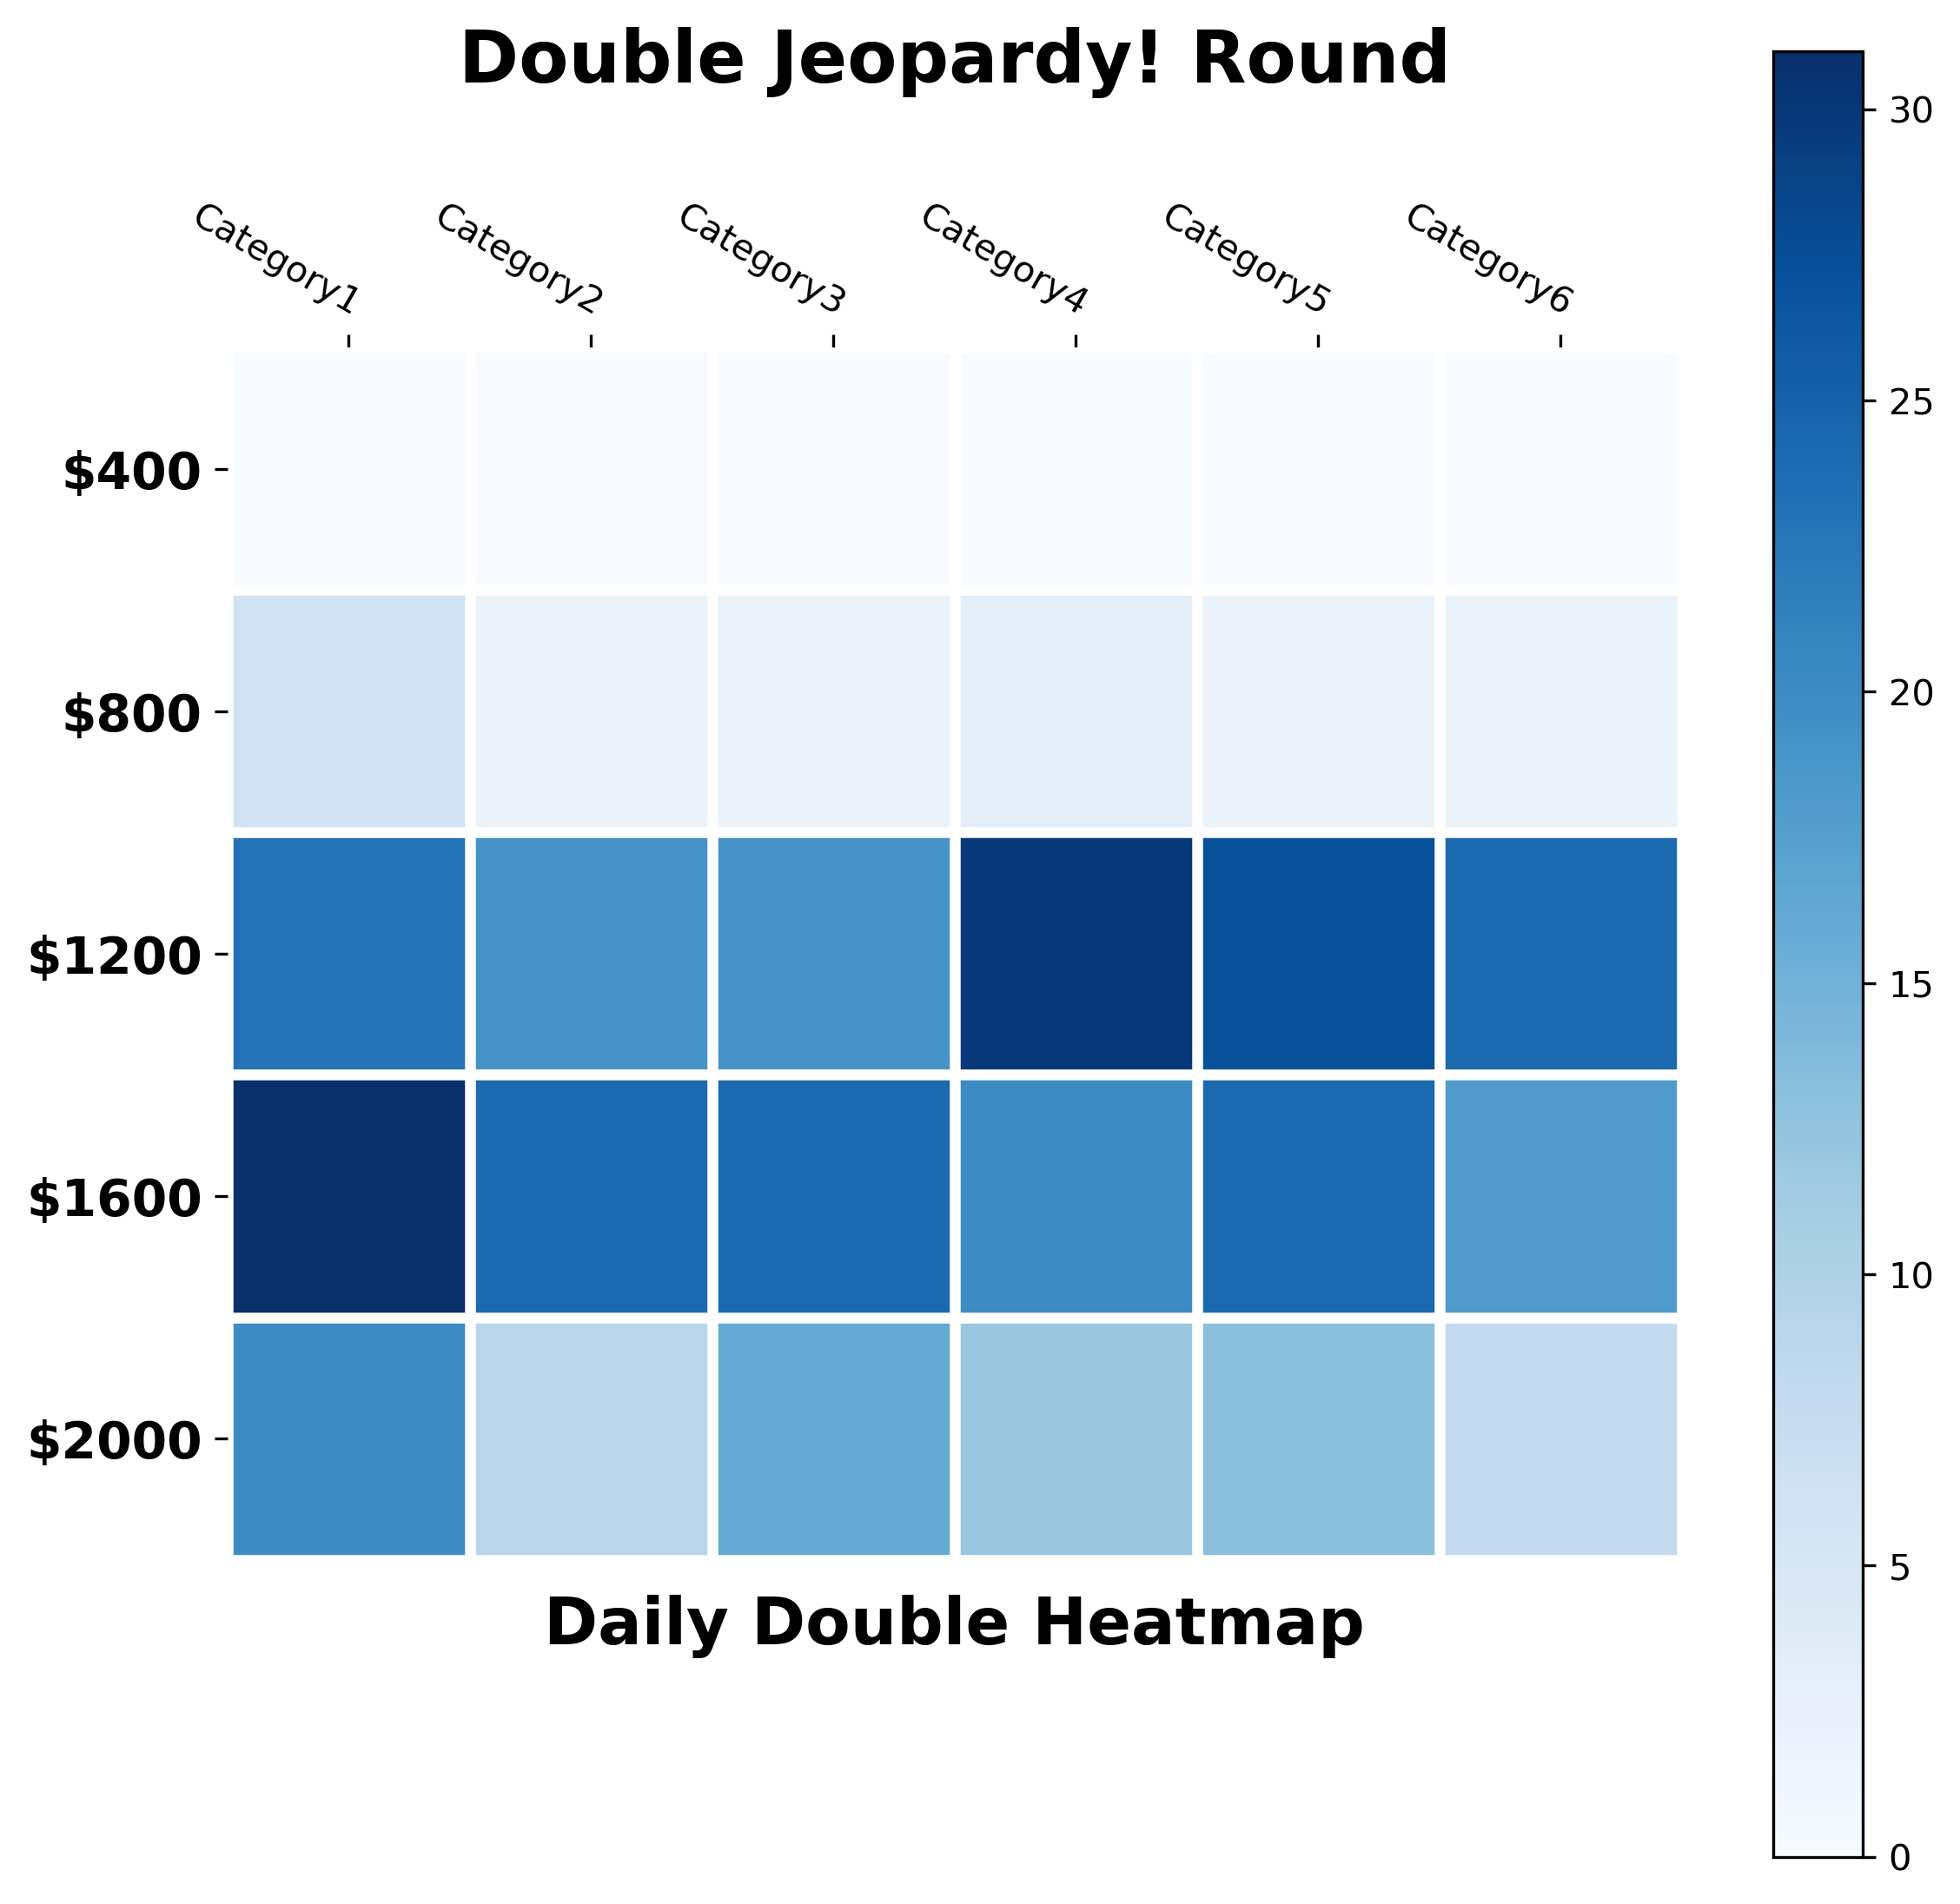 Double Jeopardy! Round
Category1
Category2
Category3
Category4
Category5
Category6
$400
$800
$1200
$1600
$2000
Daily Double Heatmap
30
25
20
15
10
5
0